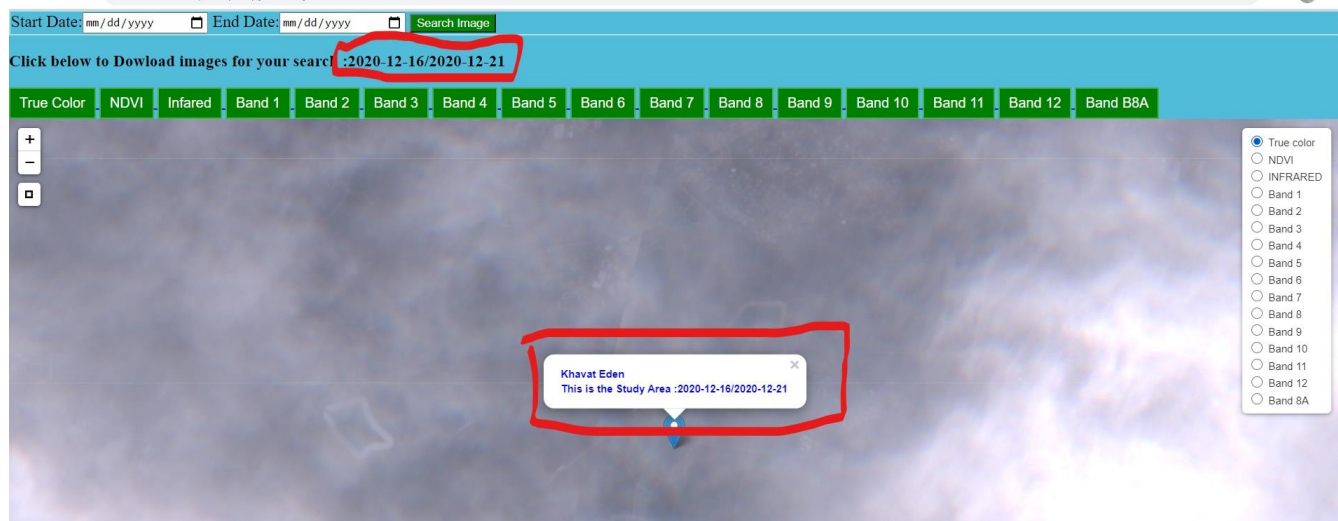 Start Date: mm/dd/yyyy End Date: mm/dd/yyyy Search Image
Click below to Dowload images for your search :2020-12-16/2020-12-21
True Color NDVI Infared Band 1 Band 2 Band 3 Band 4 Band 5 Band 6 Band 7 Band 8 Band 9 Band 10 Band 11 Band 12 Band B8A
+
−
True color
NDVI
INFRARED
Band 1
Band 2
Band 3
Band 4
Band 5
Band 6
Band 7
Band 8
Band 9
Band 10
Band 11
Band 12
Band 8A
Khavat Eden ×
This is the Study Area :2020-12-16/2020-12-21